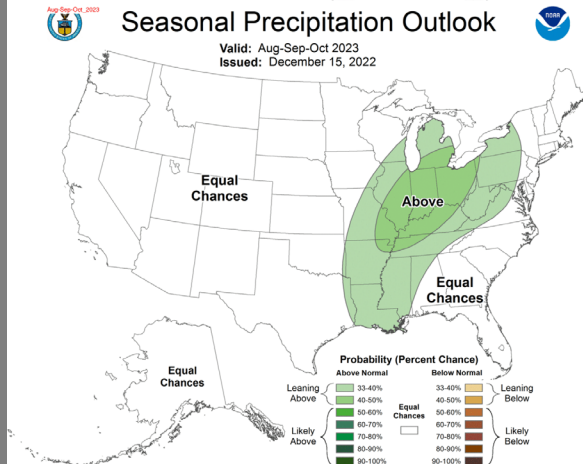 Aug-Sep-Oct_2023
Seasonal Precipitation Outlook
NOAA
Valid: Aug-Sep-Oct 2023
Issued: December 15, 2022
Equal
Chances
Above
Equal
Chances
Equal
Chances
Probability (Percent Chance)
Above Normal
Below Normal
Leaning
Above
33-40%
40-50%
Likely
Above
50-60%
60-70%
70-80%
80-90%
90-100%
Equal
Chances
33-40%
40-50%
Leaning
Below
50-60%
60-70%
70-80%
80-90%
90-100%
Likely
Below